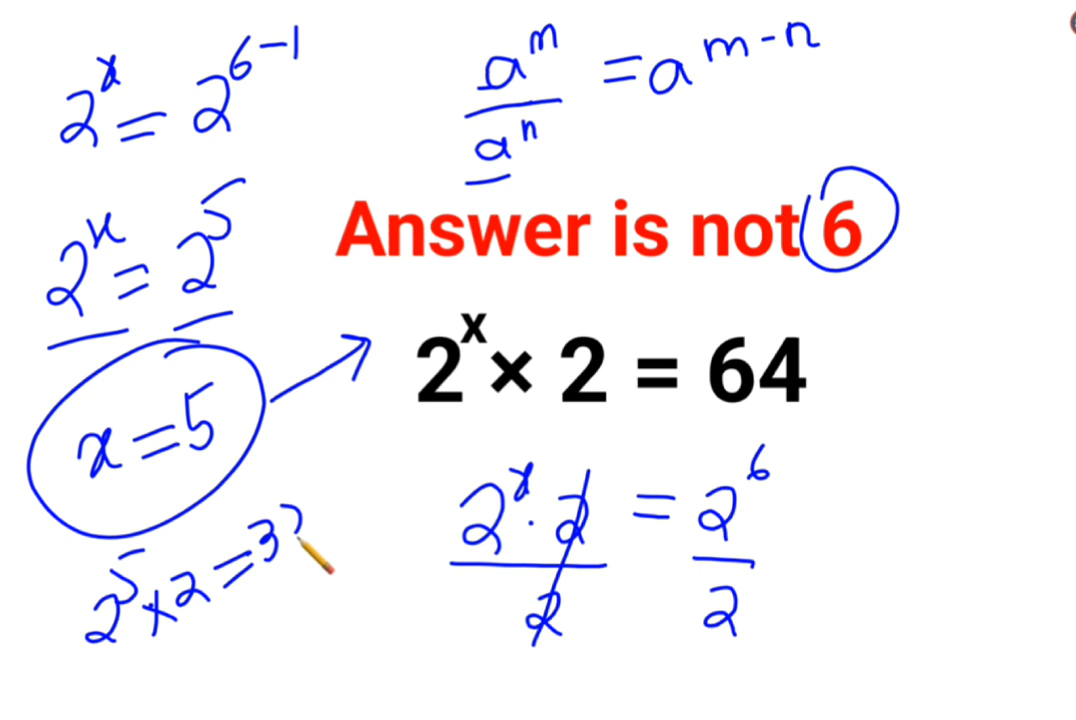 2^x = 2^(6-1)
a^m / a^n = a^(m-n)
Answer is not 6
2^x = 2^5
2^x × 2 = 64
x = 5
2^x · 2 / 2 = 2^6 / 2
2^5 × 2 = 3